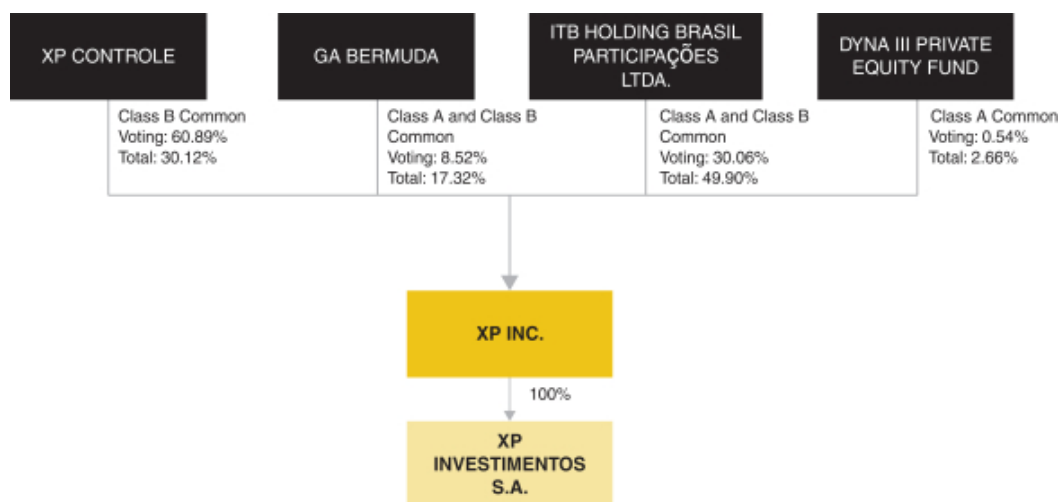 XP CONTROLE
GA BERMUDA
ITB HOLDING BRASIL
PARTICIPAÇÕES
LTDA.
DYNA III PRIVATE
EQUITY FUND
Class B Common
Voting: 60.89%
Total: 30.12%
Class A and Class B
Common
Voting: 8.52%
Total: 17.32%
Class A and Class B
Common
Voting: 30.06%
Total: 49.90%
Class A Common
Voting: 0.54%
Total: 2.66%
XP INC.
100%
XP
INVESTIMENTOS
S.A.